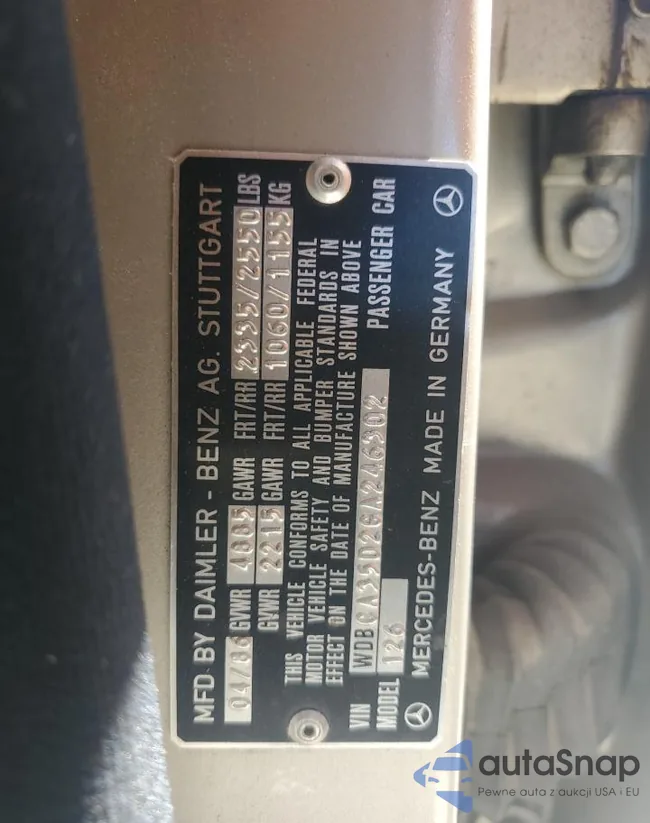 MFD BY DAIMLER - BENZ AG. STUTTGART
04/86 GVWR 4885 GAWR FRT/RR 2335/2550 LBS
GVWR 2215 GAWR FRT/RR 1060/1155 KG
THIS VEHICLE CONFORMS TO ALL APPLICABLE FEDERAL
MOTOR VEHICLE SAFETY AND BUMPER STANDARDS IN
EFFECT ON THE DATE OF MANUFACTURE SHOWN ABOVE
VIN
MODEL 126 PASSENGER CAR
MERCEDES-BENZ MADE IN GERMANY
autaSnap
Pewne auta z aukcji USA i EU